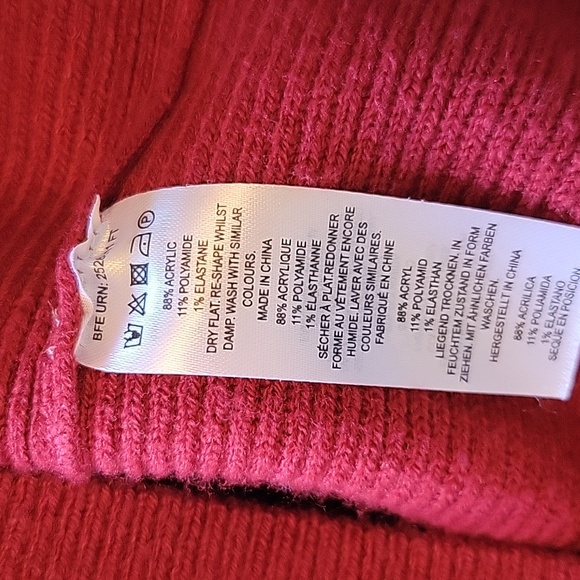 BFE URN:
88% ACRYLIC
11% POLYAMIDE
1% ELASTANE
DRY FLAT. RE-SHAPE WHILST
DAMP. WASH WITH SIMILAR
COLOURS.
MADE IN CHINA
88% ACRYLIQUE
11% POLYAMIDE
1% ELASTHANNE
SÉCHER À PLAT.REDONNER
FORME AU VÊTEMENT ENCORE
HUMIDE. LAVER AVEC DES
COULEURS SIMILAIRES.
FABRIQUÉ EN CHINE
88% ACRYL
11% POLYAMID
1% ELASTHAN
LIEGEND TROCKNEN. IN
FEUCHTEM ZUSTAND IN FORM
ZIEHEN. MIT ÄHNLICHEN FARBEN
WASCHEN.
HERGESTELLT IN CHINA
88% ACRILICA
11% POLIAMIDA
1% ELASTANO
SEQUE EN POSICIÓN